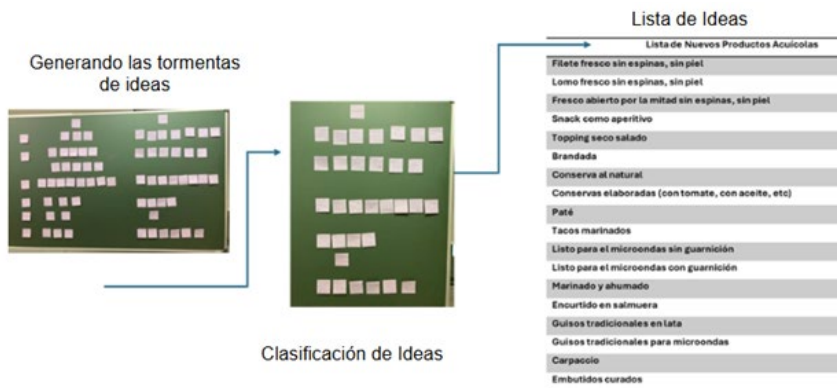 Generando las tormentas
de ideas
Clasificación de Ideas
Lista de Ideas
Lista de Nuevos Productos Acuícolas
Filete fresco sin espinas, sin piel
Lomo fresco sin espinas, sin piel
Fresco abierto por la mitad sin espinas, sin piel
Snack como aperitivo
Topping seco salado
Brandada
Conserva al natural
Conservas elaboradas (con tomate, con aceite, etc)
Paté
Tacos marinados
Listo para el microondas sin guarnición
Listo para el microondas con guarnición
Marinado y ahumado
Encurtido en salmuera
Guisos tradicionales en lata
Guisos tradicionales para microondas
Carpaccio
Embutidos curados